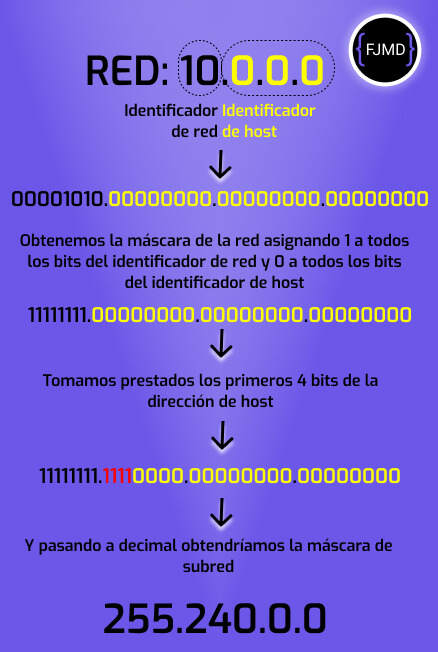 {FJMD}
RED: 10.0.0.0
Identificador Identificador
de red de host
00001010.00000000.00000000.00000000
Obtenemos la máscara de la red asignando 1 a todos
los bits del identificador de red y 0 a todos los bits
del identificador de host
11111111.00000000.00000000.00000000
Tomamos prestados los primeros 4 bits de la
dirección de host
11111111.11110000.00000000.00000000
Y pasando a decimal obtendríamos la máscara de
subred
255.240.0.0